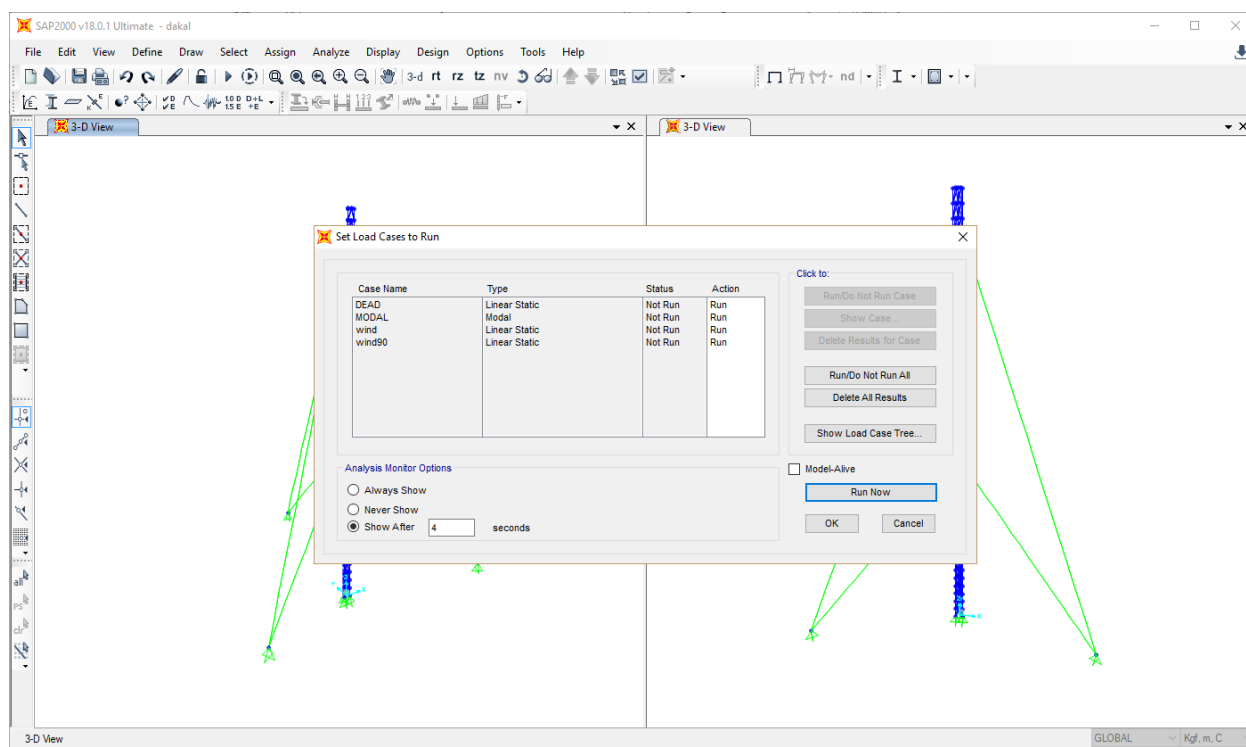 SAP2000 v18.0.1 Ultimate - dakal
File Edit View Define Draw Select Assign Analyze Display Design Options Tools Help
3-d rt rz tz nv nd
3-D View
3-D View
Set Load Cases to Run
Click to:
Case Name Type Status Action
DEAD Linear Static Not Run Run
MODAL Modal Not Run Run
wind Linear Static Not Run Run
wind90 Linear Static Not Run Run
Run/Do Not Run Case
Show Case...
Delete Results for Case
Run/Do Not Run All
Delete All Results
Show Load Case Tree...
Analysis Monitor Options
Always Show
Never Show
Show After 4 seconds
Model-Alive
Run Now
OK Cancel
all
PS
clr
3-D View
GLOBAL
Kgf, m, C